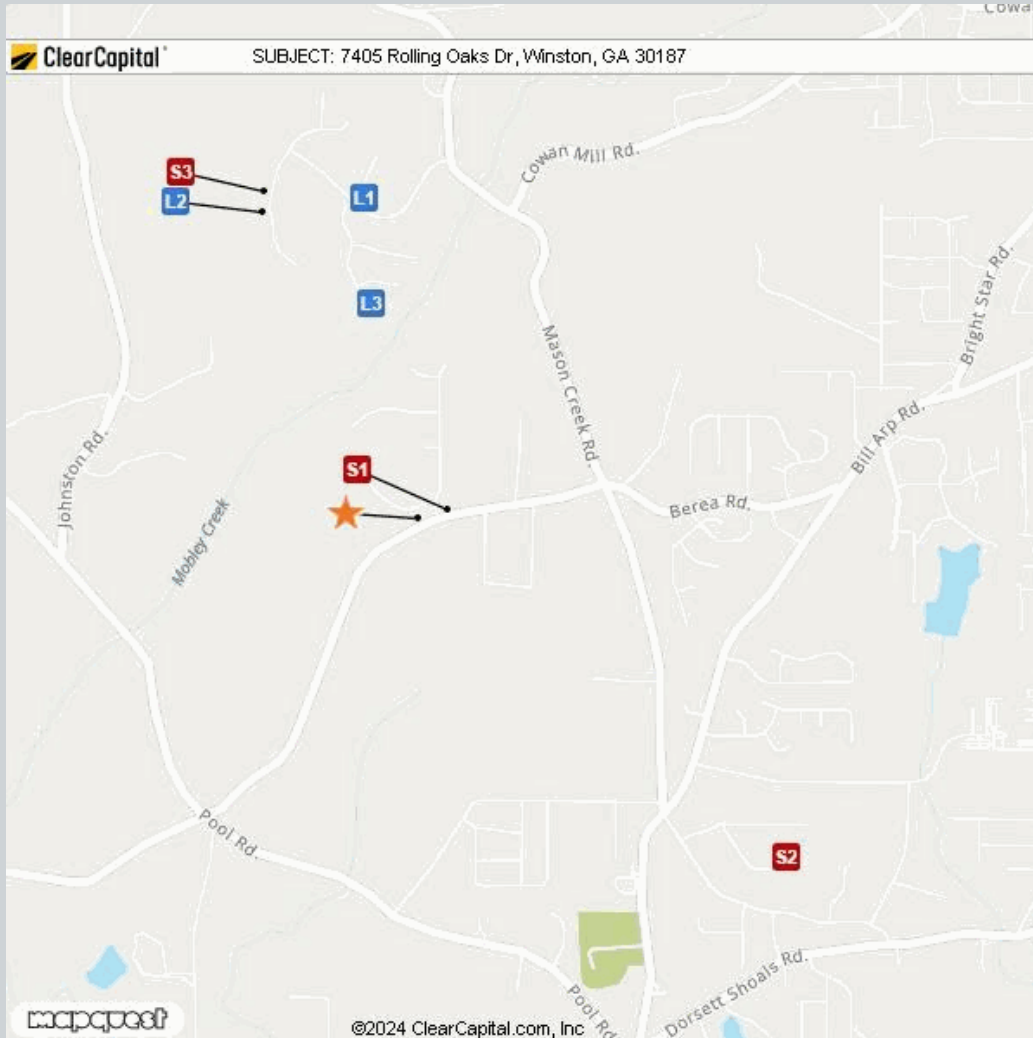 ClearCapital
SUBJECT: 7405 Rolling Oaks Dr, Winston, GA 30187
Cowan Mill Rd.
S3
L2
L1
L3
Bright Star Rd.
Mason Creek Rd.
Bill Arp Rd.
Johnston Rd.
S1
Berea Rd.
Mobley Creek
Pool Rd.
S2
Dorsett Shoals Rd.
Pool Rd.
mapquest
©2024 ClearCapital.com, Inc